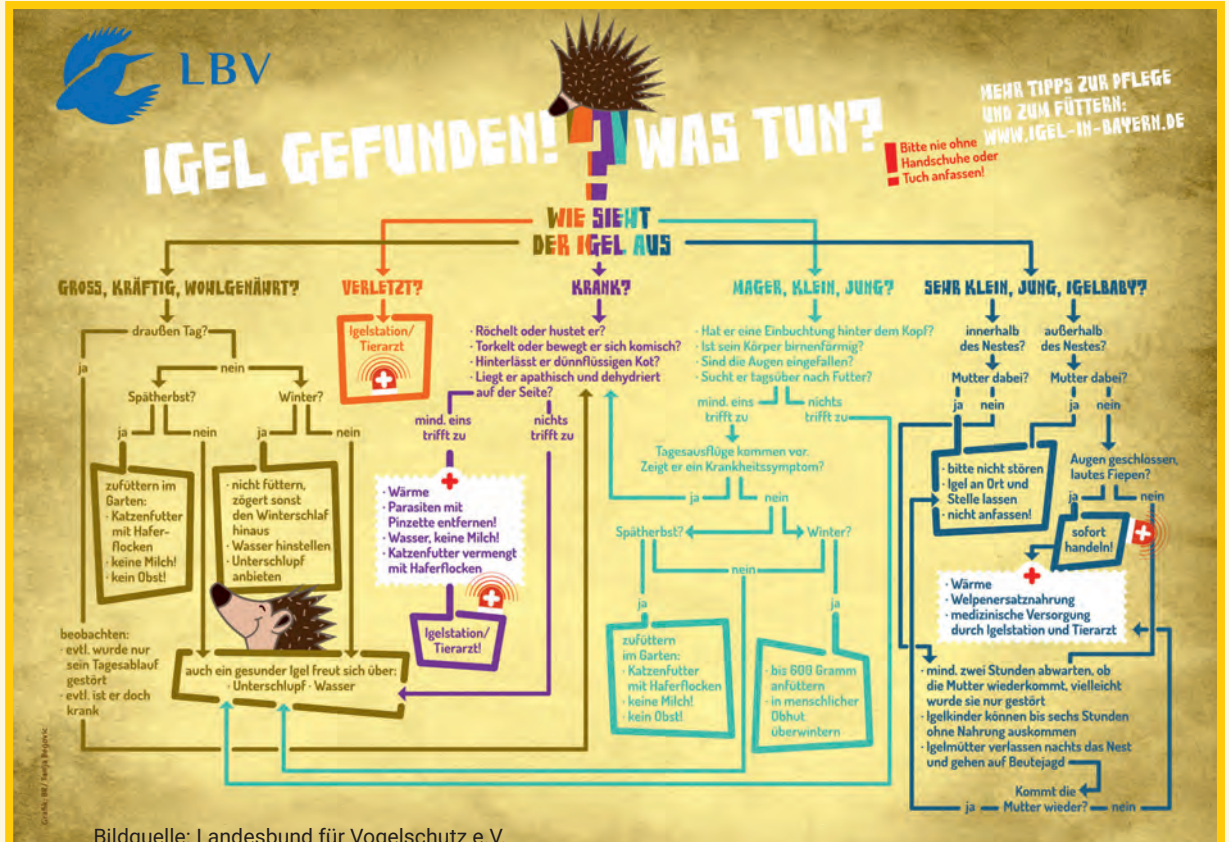 LBV
IGEL GEFUNDEN! ? WAS TUN?
MEHR TIPPS ZUR PFLEGE
UND ZUM FÜTTERN:
WWW.IGEL-IN-BAYERN.DE
! Bitte nie ohne
Handschuhe oder
Tuch anfassen!
WIE SIEHT
DER IGEL AUS
GROSS, KRÄFTIG, WOHLGENÄHRT?
draußen Tag?
ja
nein
Spätherbst?
Winter?
ja
nein
ja
nein
zufüttern im
Garten:
· Katzenfutter
mit Hafer-
flocken
· keine Milch!
· kein Obst!
· nicht füttern,
zögert sonst
den Winterschlaf
hinaus
· Wasser hinstellen
· Unterschlupf
anbieten
beobachten:
· evtl. wurde nur
sein Tagesablauf
gestört
· evtl. ist er doch
krank
auch ein gesunder Igel freut sich über:
· Unterschlupf · Wasser
VERLETZT?
Igelstation/
Tierarzt
KRANK?
· Röchelt oder hustet er?
· Torkelt oder bewegt er sich komisch?
· Hinterlässt er dünnflüssigen Kot?
· Liegt er apathisch und dehydriert
auf der Seite?
mind. eins
trifft zu
nichts
trifft zu
· Wärme
· Parasiten mit
Pinzette entfernen!
· Wasser, keine Milch!
· Katzenfutter vermengt
mit Haferflocken
Igelstation/
Tierarzt!
MAGER, KLEIN, JUNG?
· Hat er eine Einbuchtung hinter dem Kopf?
· Ist sein Körper birnenförmig?
· Sind die Augen eingefallen?
· Sucht er tagsüber nach Futter?
mind. eins
trifft zu
nichts
trifft zu
Tagesausflüge kommen vor.
Zeigt er ein Krankheitssymptom?
ja
nein
Spätherbst?
Winter?
nein
ja
ja
zufüttern
im Garten:
· Katzenfutter
mit Haferflocken
· keine Milch!
· kein Obst!
· bis 600 Gramm
anfüttern
· in menschlicher
Obhut
überwintern
SEHR KLEIN, JUNG, IGELBABY?
innerhalb
des Nestes?
außerhalb
des Nestes?
Mutter dabei?
Mutter dabei?
ja
nein
ja
nein
· bitte nicht stören
· Igel an Ort und
Stelle lassen
· nicht anfassen!
Augen geschlossen,
lautes Fiepen?
ja
nein
sofort
handeln!
· Wärme
· Welpenersatznahrung
· medizinische Versorgung
durch Igelstation und Tierarzt
· mind. zwei Stunden abwarten, ob
die Mutter wiederkommt, vielleicht
wurde sie nur gestört
· Igelkinder können bis sechs Stunden
ohne Nahrung auskommen
· Igelmütter verlassen nachts das Nest
und gehen auf Beutejagd
Kommt die
Mutter wieder?
ja
nein
Grafik: BR / Tanja Begovic
Bildquelle: Landesbund für Vogelschutz e.V.